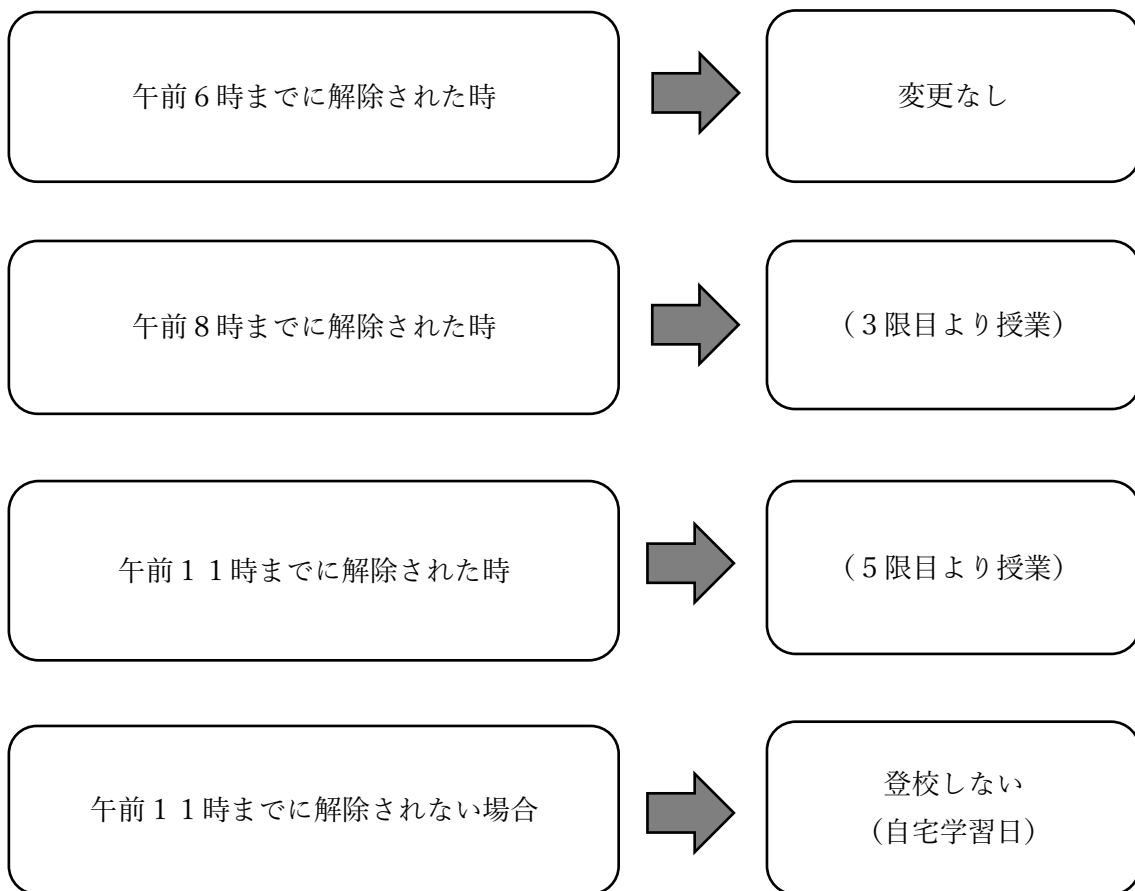 午前６時までに解除された時
変更なし
午前８時までに解除された時
（３限目より授業）
午前１１時までに解除された時
（５限目より授業）
午前１１時までに解除されない場合
登校しない
（自宅学習日）